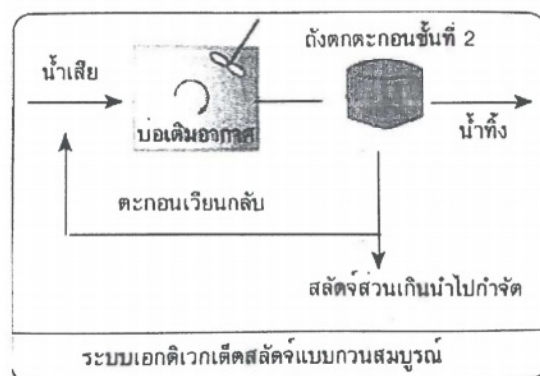 ถังตกตะกอนชั้นที่ 2
น้ำเสีย
บ่อเติมอากาศ
น้ำทิ้ง
ตะกอนเวียนกลับ
สลัดจ์ส่วนเกินนำไปกำจัด
ระบบเอกติเวกเต็ดสลัดจ์แบบกวนสมบูรณ์